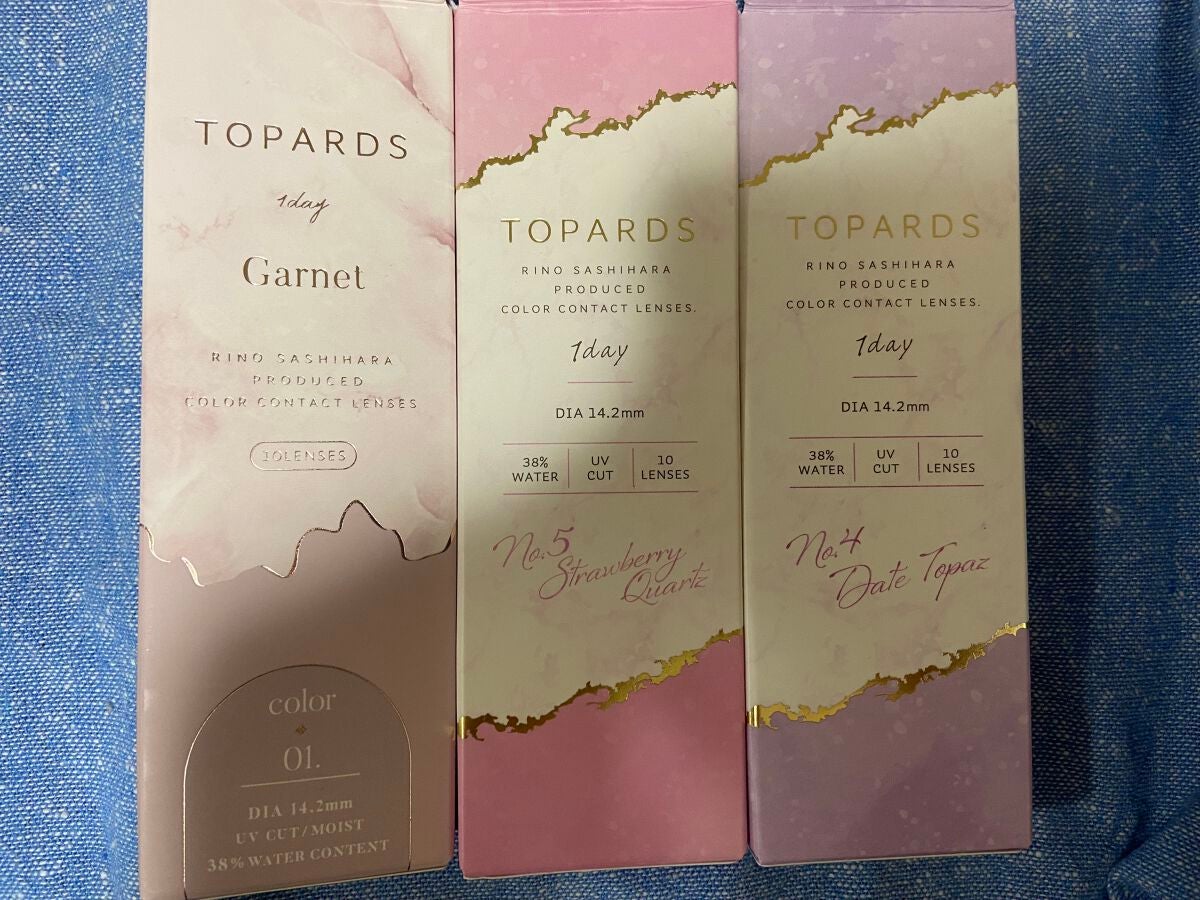 TOPARDS
1day
Garnet
RINO SASHIHARA
PRODUCED
COLOR CONTACT LENSES
10LENSES
color
01.
DIA 14.2mm
UV CUT/MOIST
38% WATER CONTENT
TOPARDS
RINO SASHIHARA
PRODUCED
COLOR CONTACT LENSES.
1day
DIA 14.2mm
38% WATER
UV CUT
10 LENSES
No.5
Strawberry
Quartz
TOPARDS
RINO SASHIHARA
PRODUCED
COLOR CONTACT LENSES.
1day
DIA 14.2mm
38% WATER
UV CUT
10 LENSES
No.4
Date Topaz